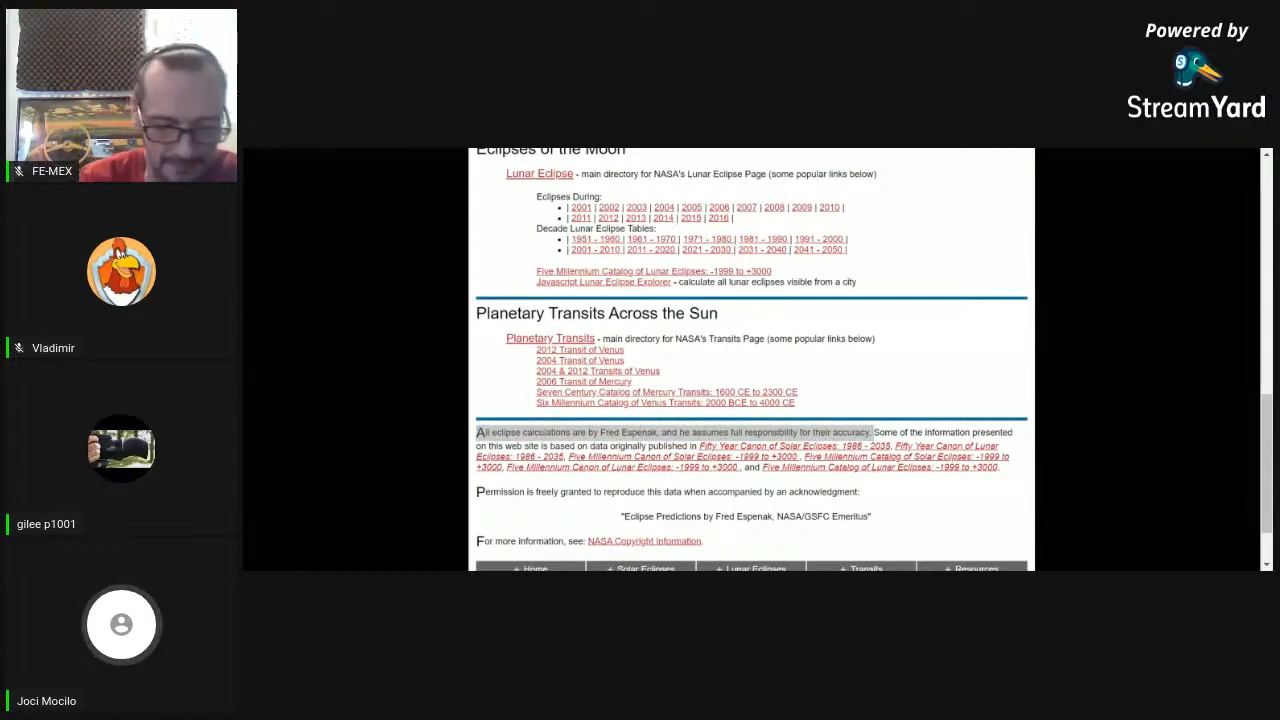 Powered by
StreamYard
FE-MEX
Vladimir
gilee p1001
Joci Mocilo
Eclipses of the Moon
Lunar Eclipse - main directory for NASA's Lunar Eclipse Page (some popular links below)
Eclipses During:
• | 2001 | 2002 | 2003 | 2004 | 2005 | 2006 | 2007 | 2008 | 2009 | 2010 |
• | 2011 | 2012 | 2013 | 2014 | 2015 | 2016 |
Decade Lunar Eclipse Tables:
• | 1951 - 1960 | 1961 - 1970 | 1971 - 1980 | 1981 - 1990 | 1991 - 2000 |
• | 2001 - 2010 | 2011 - 2020 | 2021 - 2030 | 2031 - 2040 | 2041 - 2050 |
Five Millennium Catalog of Lunar Eclipses: -1999 to +3000
Javascript Lunar Eclipse Explorer - calculate all lunar eclipses visible from a city
Planetary Transits Across the Sun
Planetary Transits - main directory for NASA's Transits Page (some popular links below)
2012 Transit of Venus
2004 Transit of Venus
2004 & 2012 Transits of Venus
2006 Transit of Mercury
Seven Century Catalog of Mercury Transits: 1600 CE to 2300 CE
Six Millennium Catalog of Venus Transits: 2000 BCE to 4000 CE
All eclipse calculations are by Fred Espenak, and he assumes full responsibility for their accuracy. Some of the information presented
on this web site is based on data originally published in Fifty Year Canon of Solar Eclipses: 1986 - 2035, Fifty Year Canon of Lunar
Eclipses: 1986 - 2035, Five Millennium Canon of Solar Eclipses: -1999 to +3000 , Five Millennium Catalog of Solar Eclipses: -1999 to
+3000, Five Millennium Canon of Lunar Eclipses: -1999 to +3000 , and Five Millennium Catalog of Lunar Eclipses: -1999 to +3000.
Permission is freely granted to reproduce this data when accompanied by an acknowledgment:
"Eclipse Predictions by Fred Espenak, NASA/GSFC Emeritus"
For more information, see: NASA Copyright Information.
+ Home + Solar Eclipses + Lunar Eclipses + Transits + Resources